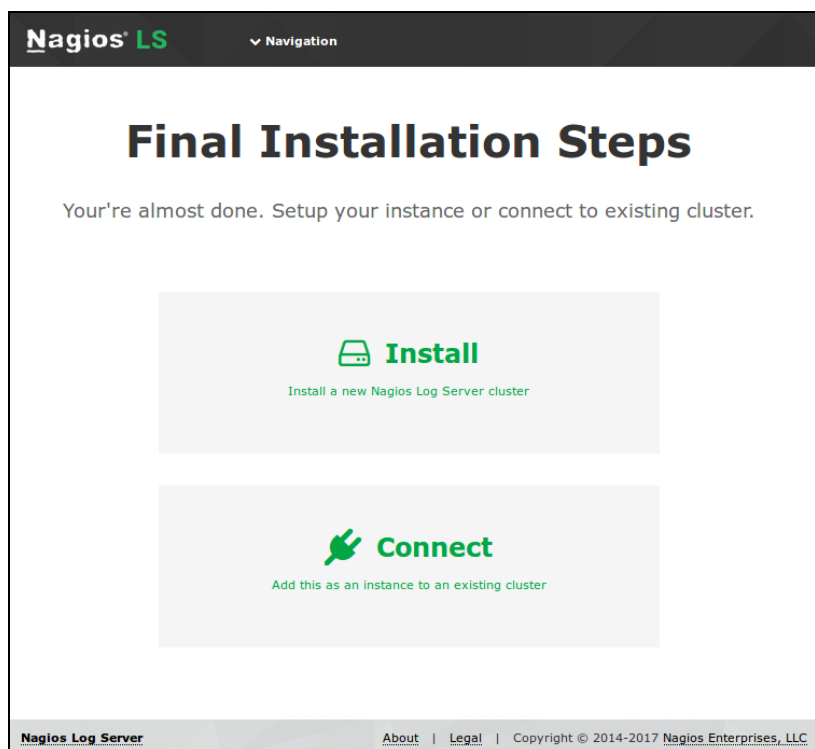 Nagios® LS
Navigation
Final Installation Steps
Your're almost done. Setup your instance or connect to existing cluster.
Install
Install a new Nagios Log Server cluster
Connect
Add this as an instance to an existing cluster
Nagios Log Server About | Legal | Copyright © 2014-2017 Nagios Enterprises, LLC